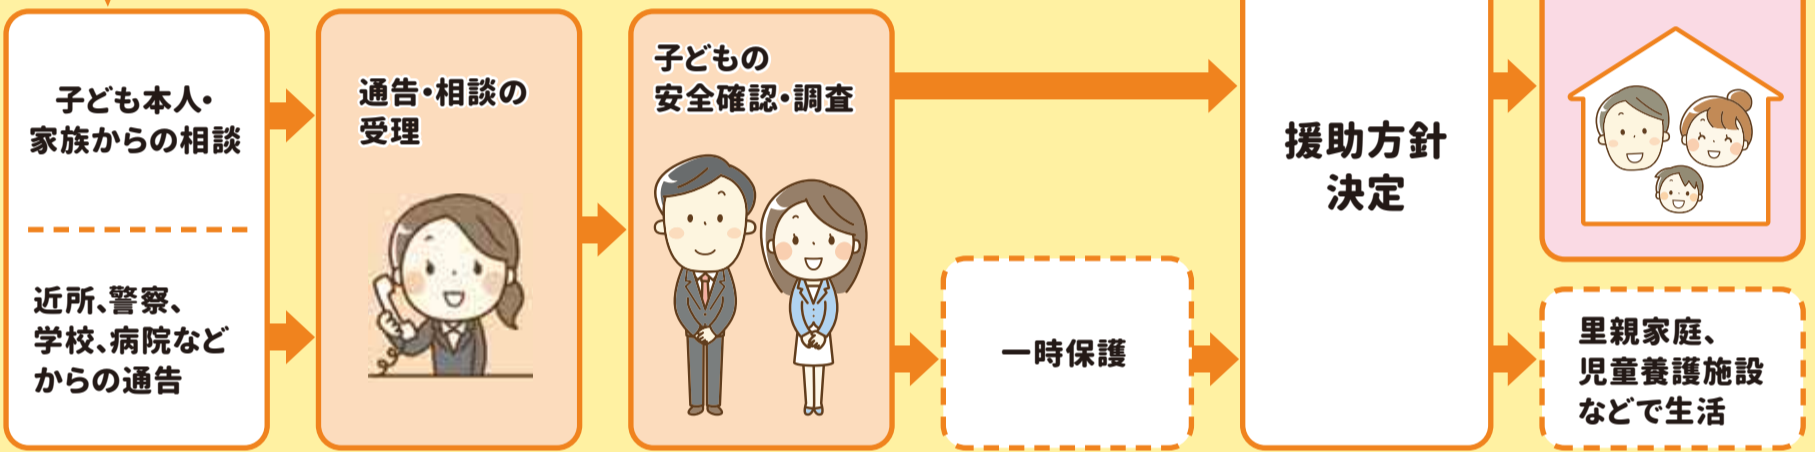 子ども本人・
家族からの相談
近所、警察、
学校、病院など
からの通告
通告・相談の
受理
子どもの
安全確認・調査
一時保護
援助方針
決定
里親家庭、
児童養護施設
などで生活